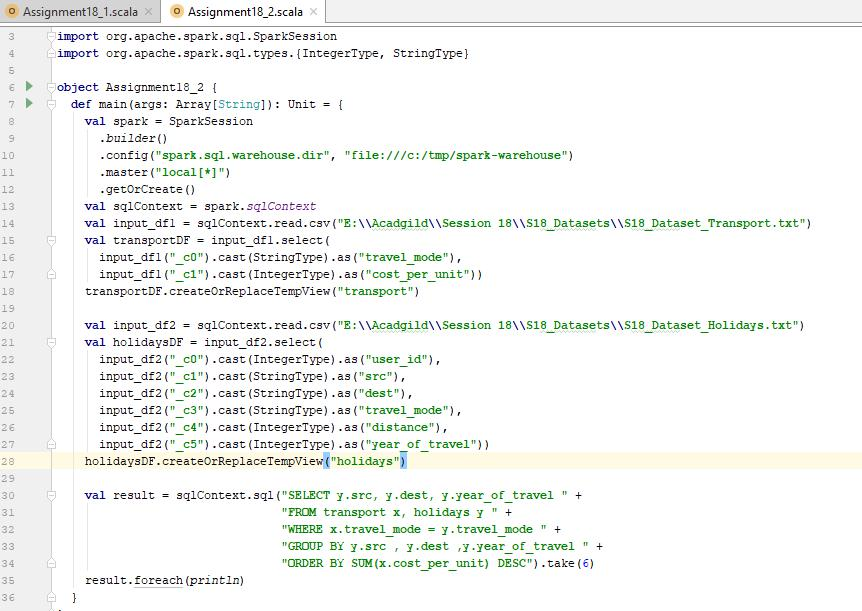 Assignment18_1.scala × Assignment18_2.scala ×
3 import org.apache.spark.sql.SparkSession
4 import org.apache.spark.sql.types.{IntegerType, StringType}
5
6 object Assignment18_2 {
7 def main(args: Array[String]): Unit = {
8 val spark = SparkSession
9 .builder()
10 .config("spark.sql.warehouse.dir", "file:///c:/tmp/spark-warehouse")
11 .master("local[*]")
12 .getOrCreate()
13 val sqlContext = spark.sqlContext
14 val input_df1 = sqlContext.read.csv("E:\\Acadgild\\Session 18\\S18_Datasets\\S18_Dataset_Transport.txt")
15 val transportDF = input_df1.select(
16 input_df1("_c0").cast(StringType).as("travel_mode"),
17 input_df1("_c1").cast(IntegerType).as("cost_per_unit"))
18 transportDF.createOrReplaceTempView("transport")
19
20 val input_df2 = sqlContext.read.csv("E:\\Acadgild\\Session 18\\S18_Datasets\\S18_Dataset_Holidays.txt")
21 val holidaysDF = input_df2.select(
22 input_df2("_c0").cast(IntegerType).as("user_id"),
23 input_df2("_c1").cast(StringType).as("src"),
24 input_df2("_c2").cast(StringType).as("dest"),
25 input_df2("_c3").cast(StringType).as("travel_mode"),
26 input_df2("_c4").cast(IntegerType).as("distance"),
27 input_df2("_c5").cast(IntegerType).as("year_of_travel"))
28 holidaysDF.createOrReplaceTempView("holidays")
29
30 val result = sqlContext.sql("SELECT y.src, y.dest, y.year_of_travel " +
31 "FROM transport x, holidays y " +
32 "WHERE x.travel_mode = y.travel_mode " +
33 "GROUP BY y.src , y.dest ,y.year_of_travel " +
34 "ORDER BY SUM(x.cost_per_unit) DESC").take(6)
35 result.foreach(println)
36 }